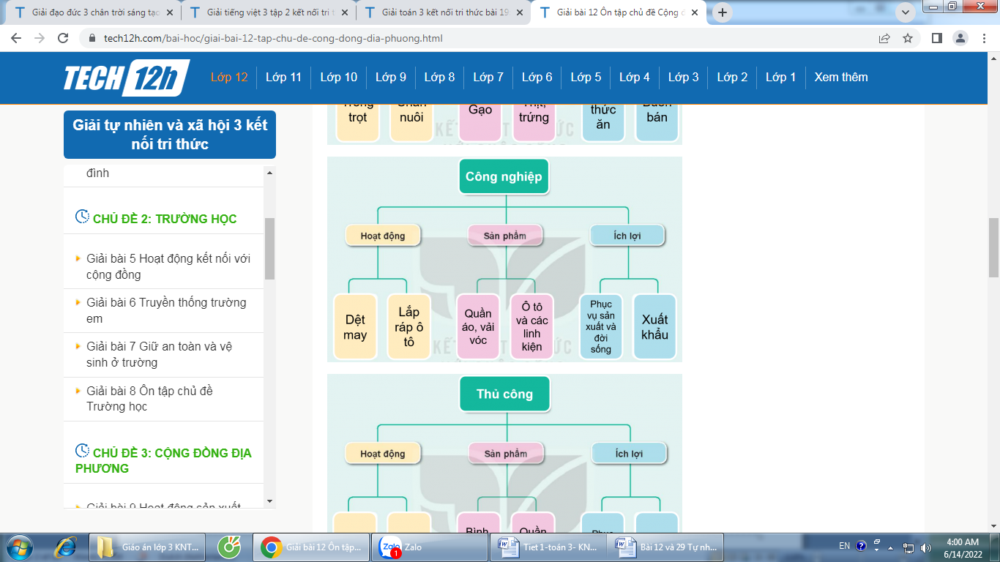 Giải đạo đức 3 chân trời sáng tạo
Giải tiếng việt 3 tập 2 kết nối tri t
Giải toán 3 kết nối tri thức bài 19
Giải bài 12 Ôn tập chủ đề Cộng đ
tech12h.com/bai-hoc/giai-bai-12-tap-chu-de-cong-dong-dia-phuong.html
TECH 12h
Lớp 12 Lớp 11 Lớp 10 Lớp 9 Lớp 8 Lớp 7 Lớp 6 Lớp 5 Lớp 4 Lớp 3 Lớp 2 Lớp 1 Xem thêm
Giải tự nhiên và xã hội 3 kết
nối tri thức
đình
CHỦ ĐỀ 2: TRƯỜNG HỌC
Giải bài 5 Hoạt động kết nối với
cộng đồng
Giải bài 6 Truyền thống trường
em
Giải bài 7 Giữ an toàn và vệ
sinh ở trường
Giải bài 8 Ôn tập chủ đề
Trường học
CHỦ ĐỀ 3: CỘNG ĐỒNG ĐỊA
PHƯƠNG
Giải bài 9 Hoạt động sản xuất
Trồng
trọt
Chăn
nuôi
Gạo
Thịt,
trứng
thức
ăn
Buôn
bán
Công nghiệp
Hoạt động
Sản phẩm
Ích lợi
Dệt
may
Lắp
ráp ô
tô
Quần
áo, vải
vóc
Ô tô
và các
linh
kiện
Phục
vụ sản
xuất và
đời
sống
Xuất
khẩu
Thủ công
Hoạt động
Sản phẩm
Ích lợi
Bình
Quần
Phục
Giáo án lớp 3 KNT...
Giải bài 12 Ôn tập...
Zalo
1
Zalo
Tiet 1-toán 3- KN...
Bài 12 và 29 Tự nh...
EN
4:00 AM
6/14/2022